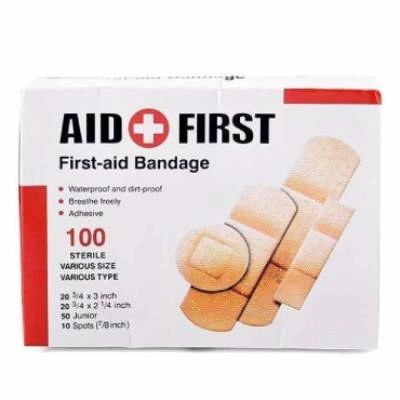 AID FIRST
First-aid Bandage
Waterproof and dirt-proof
Breathe freely
Adhesive
100
STERILE
VARIOUS SIZE
VARIOUS TYPE
20 3/4 x 3 inch
20 3/4 x 2 1/4 inch
50 Junior
10 Spots (7/8 inch)